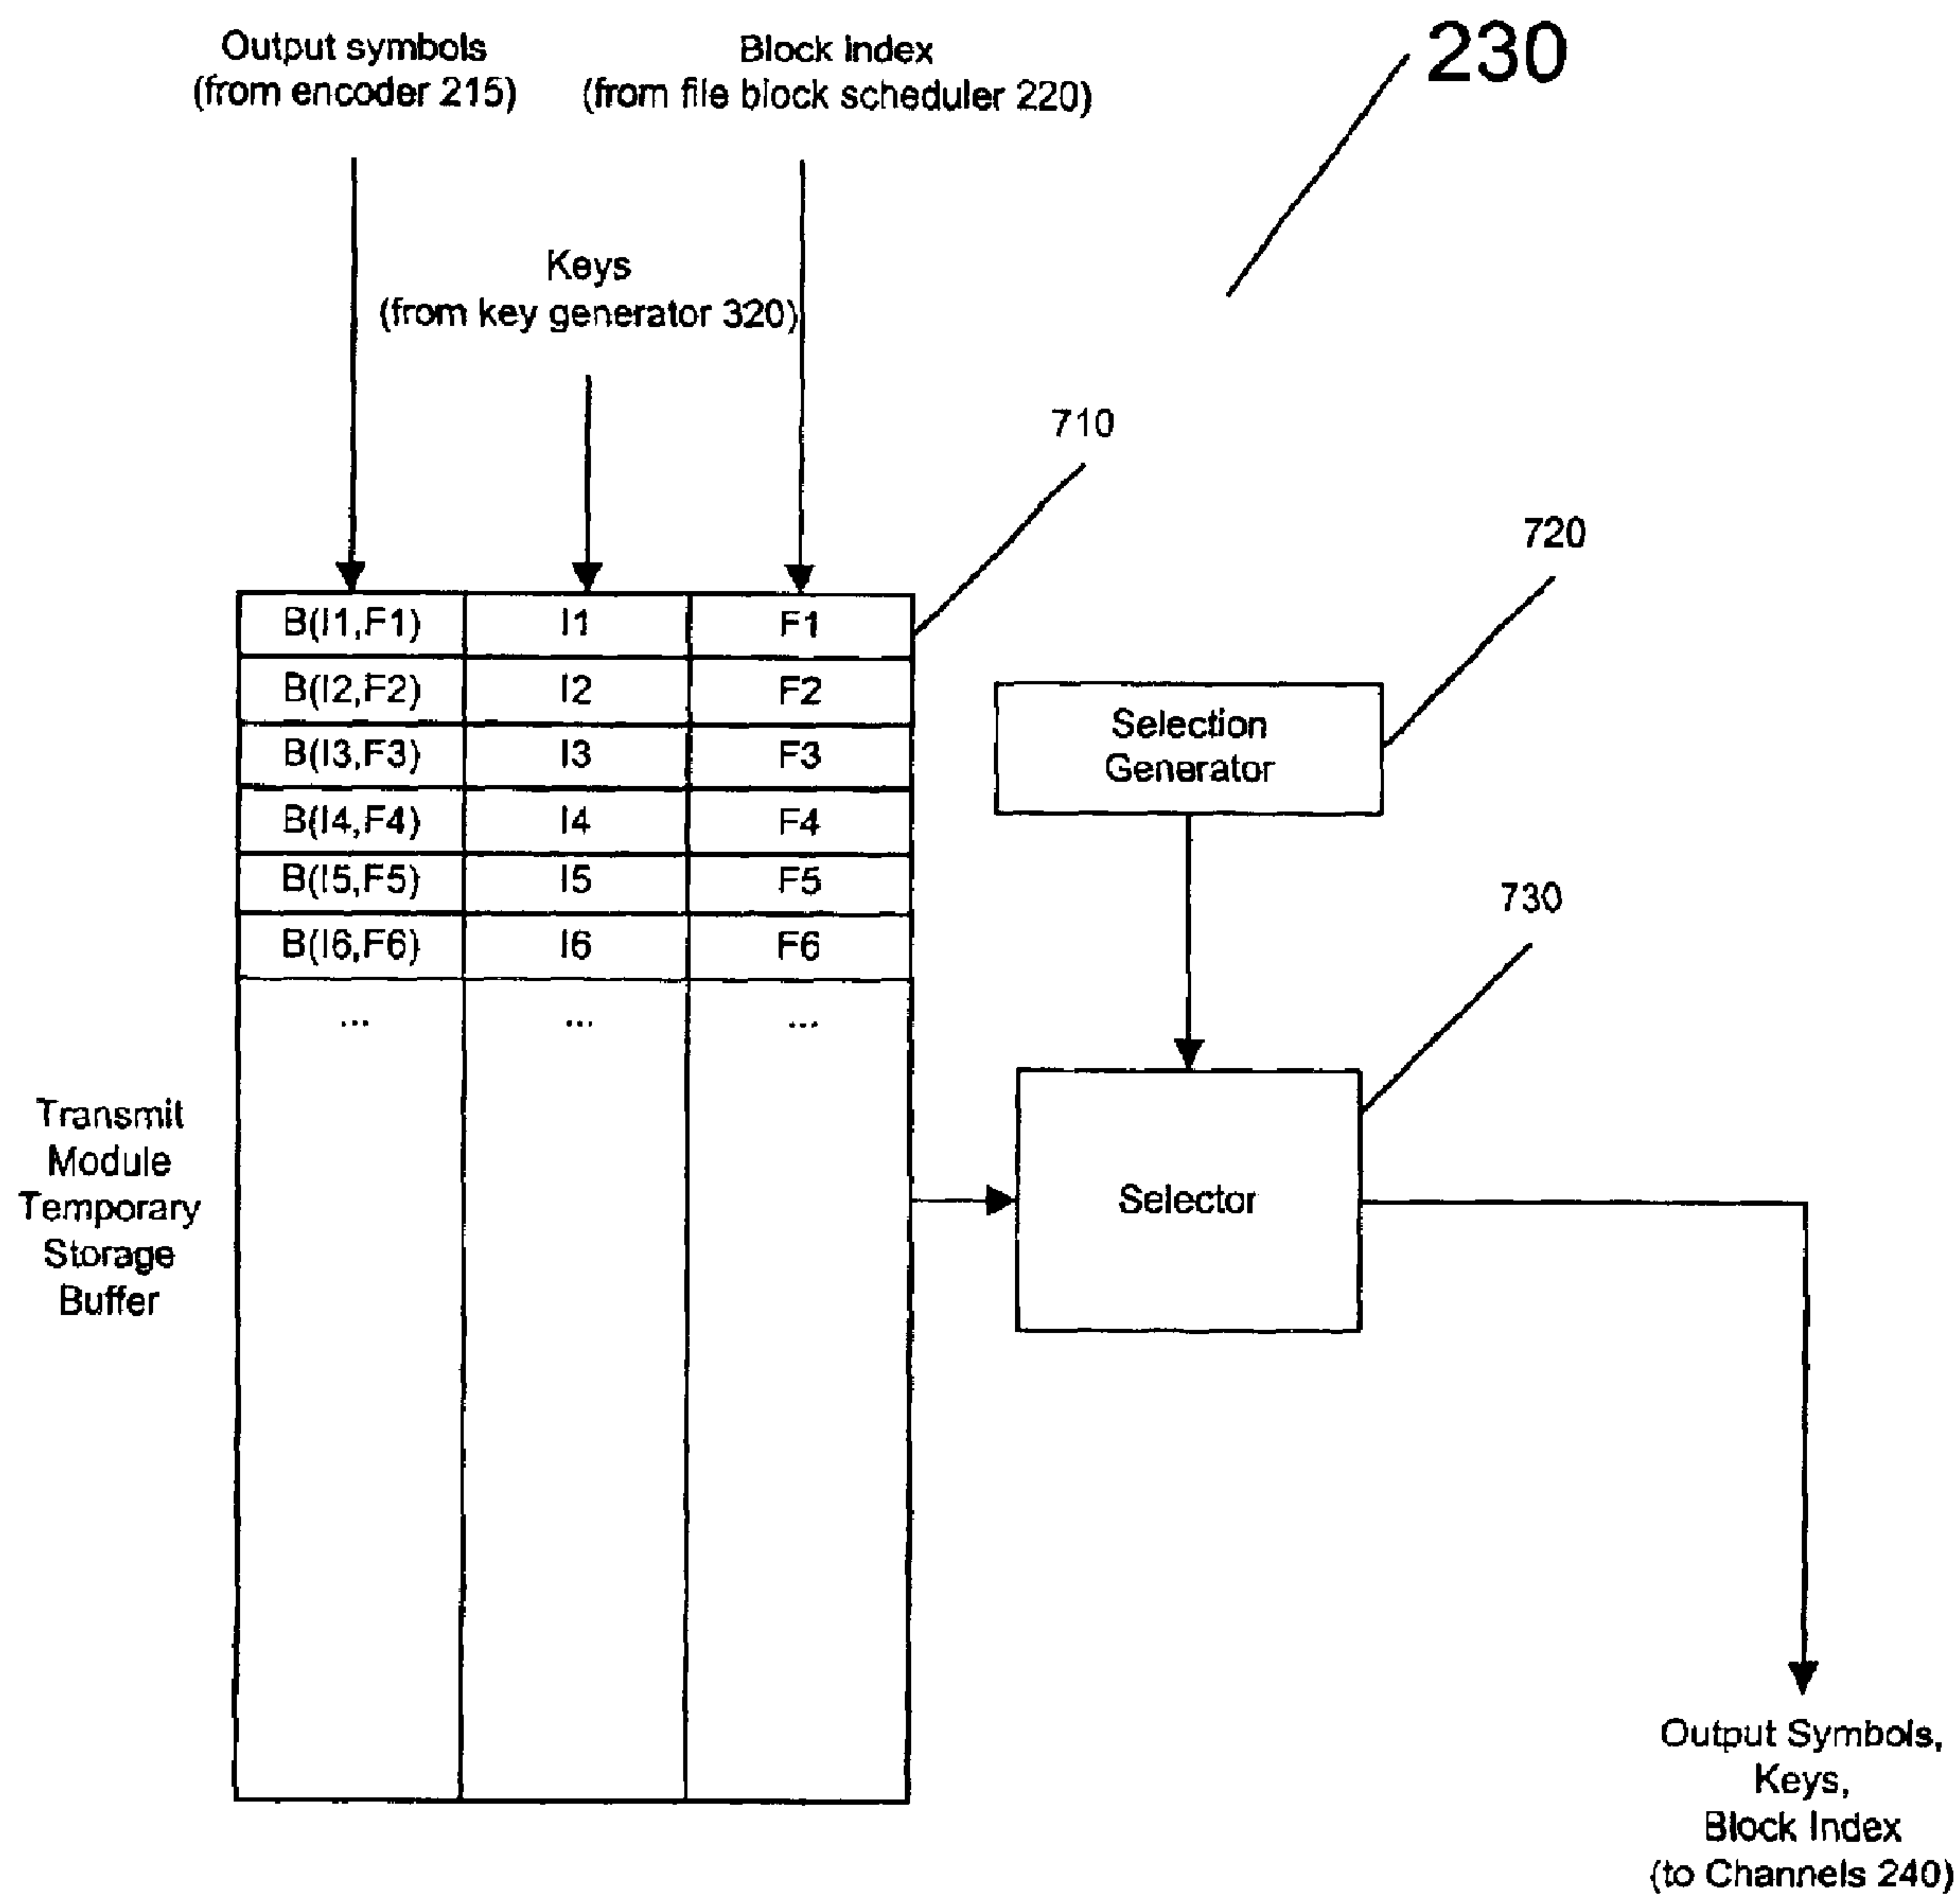 230
Output symbols
(from encoder 215)
Block Index
(from file block scheduler 220)
Keys
(from key generator 320)
710
720
B(I1,F1) I1 F1
B(I2,F2) I2 F2
B(I3,F3) I3 F3
B(I4,F4) I4 F4
B(I5,F5) I5 F5
B(I6,F6) I6 F6
... ... ...
Selection
Generator
730
Transmit
Module
Temporary
Storage
Buffer
Selector
Output Symbols,
Keys,
Block Index
(to Channels 240)